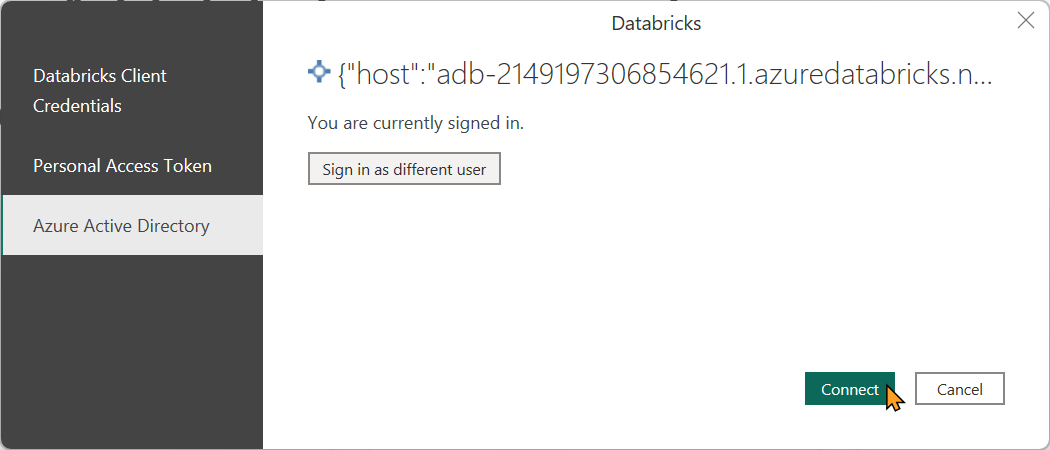 Databricks
{"host":"adb-2149197306854621.1.azuredatabricks.n...
Databricks Client
Credentials
Personal Access Token
Azure Active Directory
You are currently signed in.
Sign in as different user
Connect
Cancel